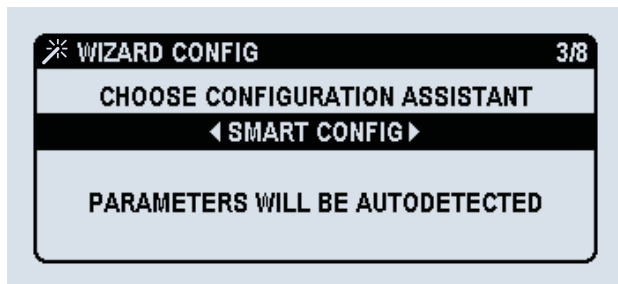 WIZARD CONFIG 3/8
CHOOSE CONFIGURATION ASSISTANT
SMART CONFIG
PARAMETERS WILL BE AUTODETECTED